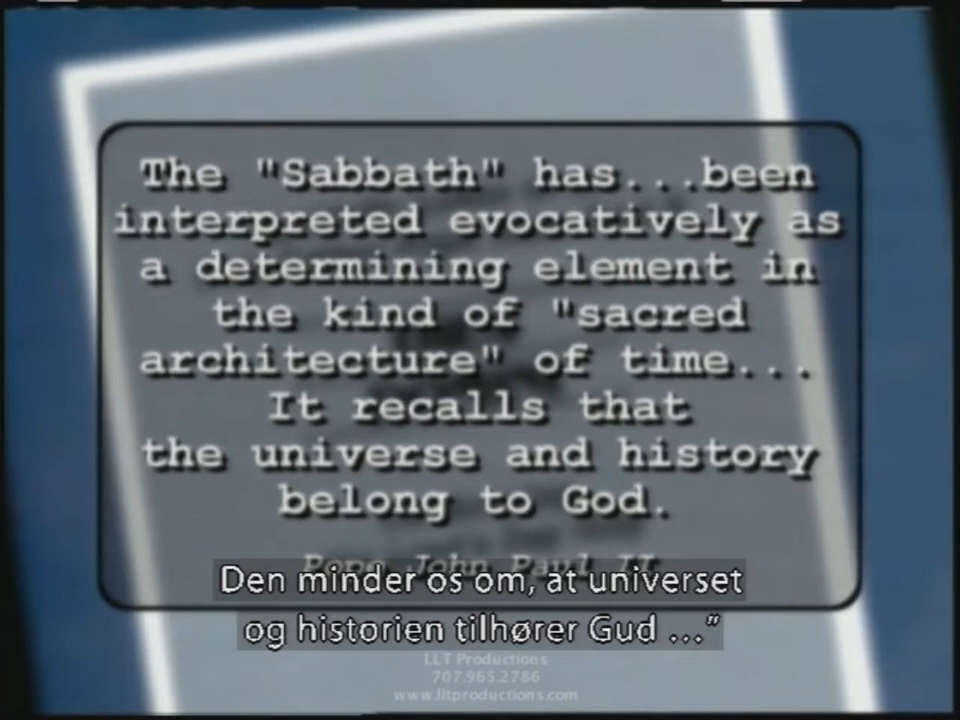 The "Sabbath" has...been
interpreted evocatively as
a determining element in
the kind of "sacred
architecture" of time...
It recalls that
the universe and history
belong to God.
Pope John Paul II
Den minder os om, at universet
og historien tilhører Gud ...”
LLT Productions
707.965.2786
www.lltproductions.com